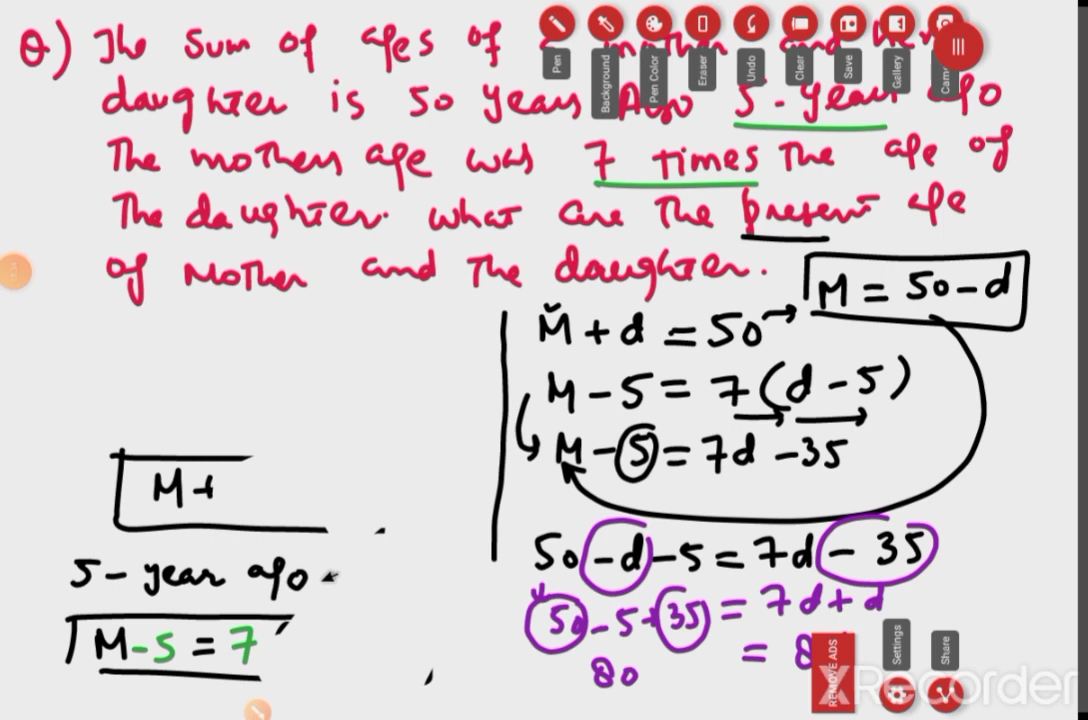 Q) The sum of ages of
daughter is 50 years Also 5-year ago
The mothers age was 7 times The age of
The daughter. What are The present age
of Mother and The daughter.
M = 50-d
M + d = 50
M - 5 = 7(d-5)
M - 5 = 7d - 35
50 - d - 5 = 7d - 35
50 - 5 + 35 = 7d + d
80 = 8
M +
5-year ago
M-5 = 7
Pen
Background
Pen Color
Eraser
Undo
Clear
Save
Gallery
Settings
Share
REMOVE ADS
XRecorder